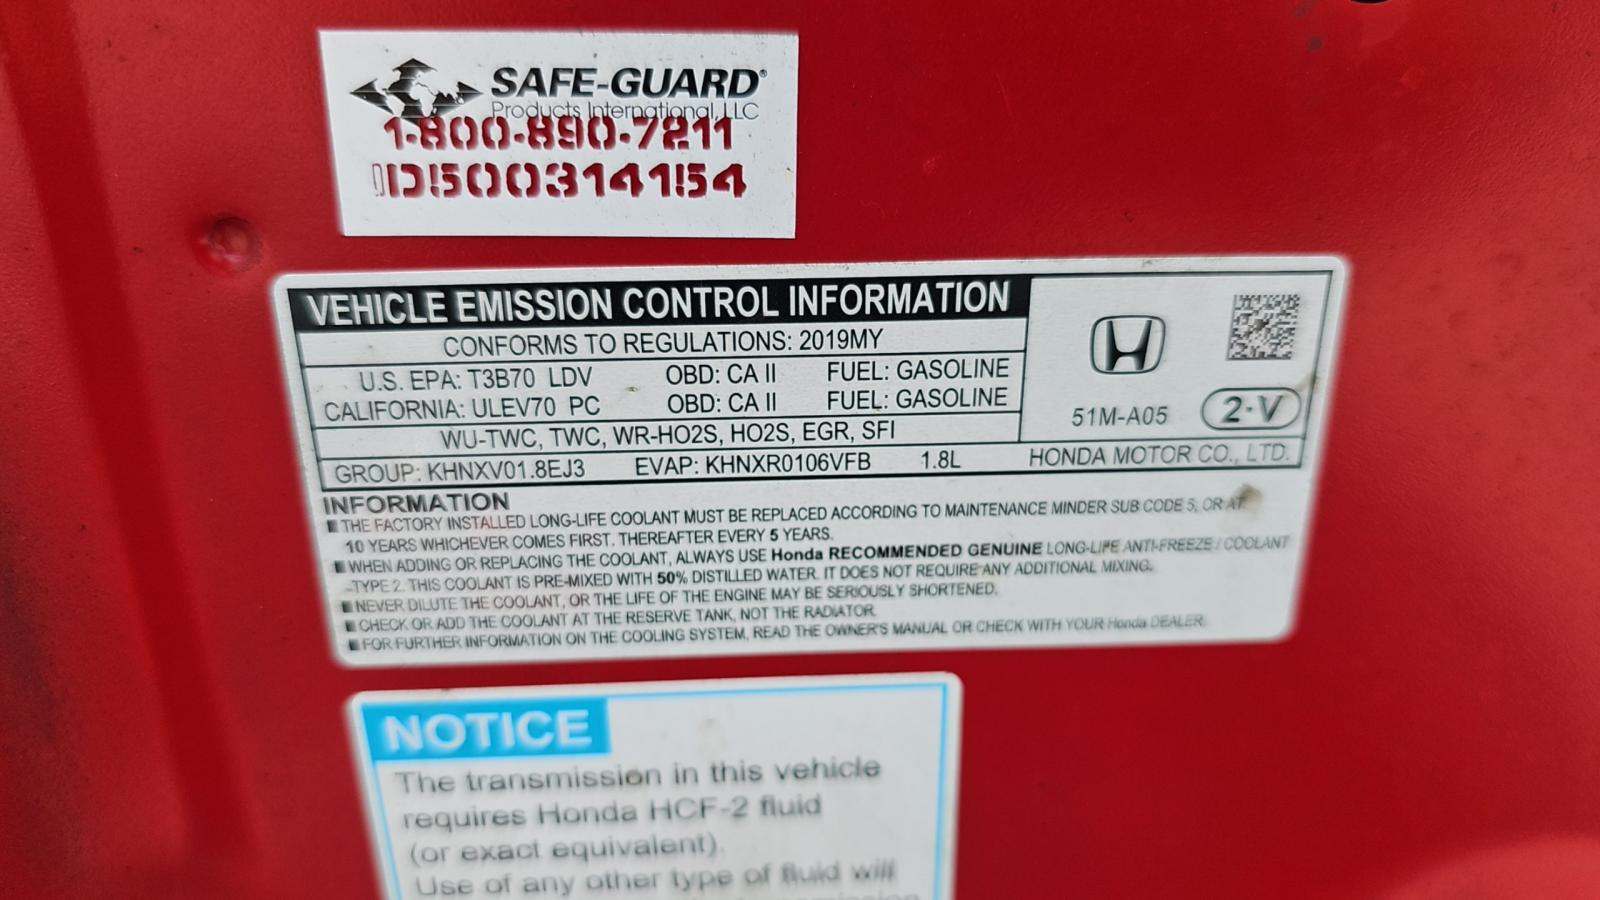 SAFE-GUARD®
Products International, LLC
1-800-890-7211
ID500314154
VEHICLE EMISSION CONTROL INFORMATION
CONFORMS TO REGULATIONS: 2019MY
U.S. EPA: T3B70 LDV OBD: CA II FUEL: GASOLINE
CALIFORNIA: ULEV70 PC OBD: CA II FUEL: GASOLINE
51M-A05 2-V
WU-TWC, TWC, WR-HO2S, HO2S, EGR, SFI
GROUP: KHNXV01.8EJ3 EVAP: KHNXR0106VFB 1.8L HONDA MOTOR CO., LTD.
INFORMATION
■ THE FACTORY INSTALLED LONG-LIFE COOLANT MUST BE REPLACED ACCORDING TO MAINTENANCE MINDER SUB CODE 5, OR AT
10 YEARS WHICHEVER COMES FIRST. THEREAFTER EVERY 5 YEARS.
■ WHEN ADDING OR REPLACING THE COOLANT, ALWAYS USE Honda RECOMMENDED GENUINE LONG-LIFE ANTI-FREEZE / COOLANT
-TYPE 2. THIS COOLANT IS PRE-MIXED WITH 50% DISTILLED WATER. IT DOES NOT REQUIRE ANY ADDITIONAL MIXING.
■ NEVER DILUTE THE COOLANT, OR THE LIFE OF THE ENGINE MAY BE SERIOUSLY SHORTENED.
■ CHECK OR ADD THE COOLANT AT THE RESERVE TANK, NOT THE RADIATOR.
■ FOR FURTHER INFORMATION ON THE COOLING SYSTEM, READ THE OWNER'S MANUAL OR CHECK WITH YOUR Honda DEALER.
NOTICE
The transmission in this vehicle
requires Honda HCF-2 fluid
(or exact equivalent).
Use of any other type of fluid will